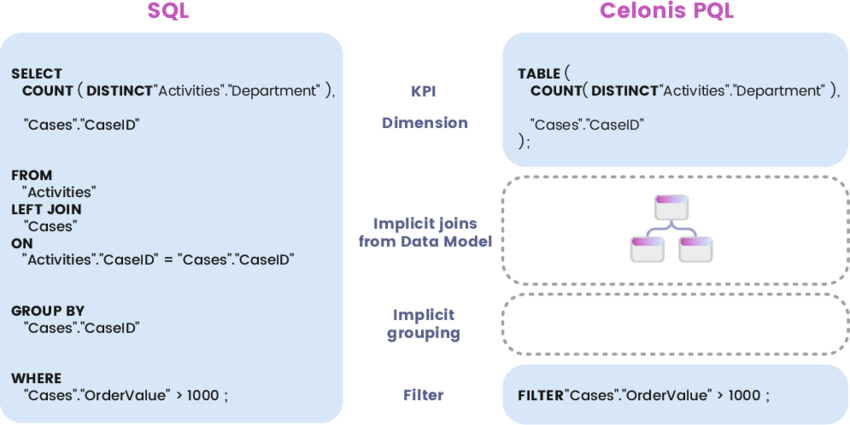 SQL
SELECT
COUNT ( DISTINCT"Activities"."Department" ),
"Cases"."CaseID"
FROM
"Activities"
LEFT JOIN
"Cases"
ON
"Activities"."CaseID" = "Cases"."CaseID"
GROUP BY
"Cases"."CaseID"
WHERE
"Cases"."OrderValue" > 1000 ;
KPI
Dimension
Implicit joins
from Data Model
Implicit
grouping
Filter
Celonis PQL
TABLE (
COUNT( DISTINCT"Activities"."Department" ),
"Cases"."CaseID"
) ;
FILTER"Cases"."OrderValue" > 1000 ;